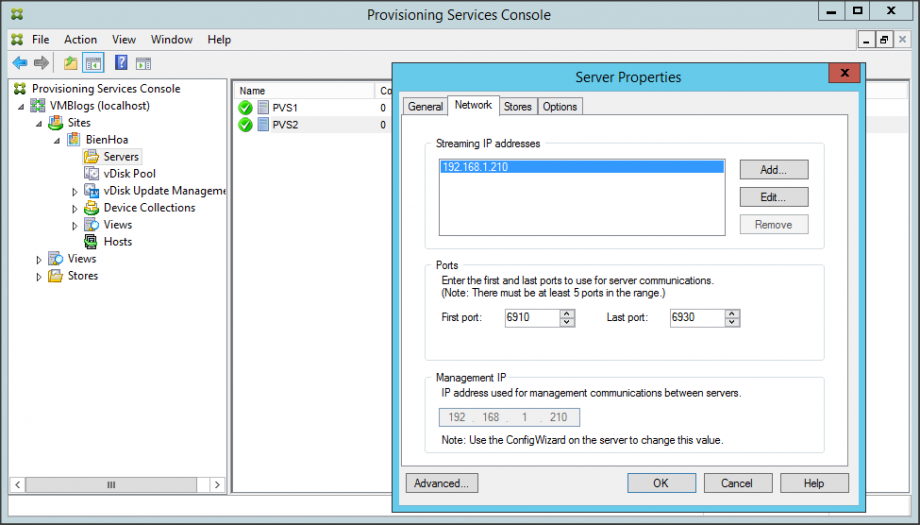 Provisioning Services Console
File Action View Window Help
Provisioning Services Console
VMBlogs (localhost)
Sites
BienHoa
Servers
vDisk Pool
vDisk Update Manageme
Device Collections
Views
Hosts
Views
Stores
Name Co
PVS1 0
PVS2 0
Server Properties
General Network Stores Options
Streaming IP addresses
192.168.1.210
Add...
Edit...
Remove
Ports
Enter the first and last ports to use for server communications.
(Note: There must be at least 5 ports in the range.)
First port: 6910 Last port: 6930
Management IP
IP address used for management communications between servers.
192 . 168 . 1 . 210
Note: Use the ConfigWizard on the server to change this value.
Advanced... OK Cancel Help